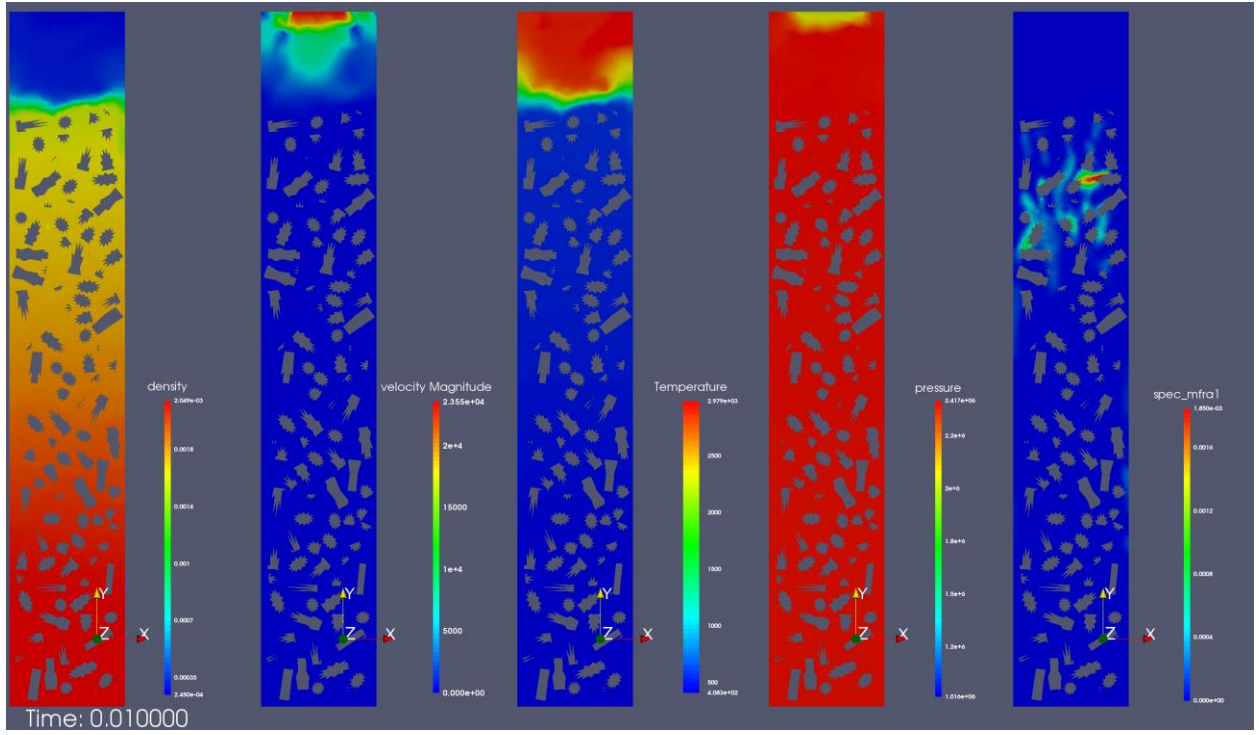 density
2.049e-03
0.0018
0.0014
0.001
0.0007
0.00035
2.450e-04
velocity Magnitude
2.355e+04
2e+4
15000
1e+4
5000
0.000e+00
Temperature
2.979e+03
2500
2000
1500
1000
500
4.083e+02
pressure
2.417e+06
2.2e+6
2e+6
1.8e+6
1.5e+6
1.2e+6
1.016e+06
spec_mfra1
1.850e-03
0.0016
0.0012
0.0008
0.0004
0.000e+00
Y
Z
X
Y
Z
X
Y
Z
X
Y
Z
X
Y
Z
X
Time: 0.010000